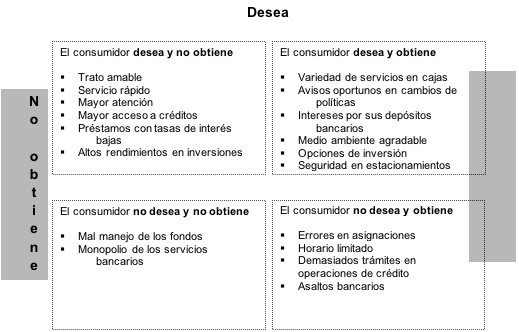 Desea
No obtiene
El consumidor desea y no obtiene
▪ Trato amable
▪ Servicio rápido
▪ Mayor atención
▪ Mayor acceso a créditos
▪ Préstamos con tasas de interés
bajas
▪ Altos rendimientos en inversiones
El consumidor desea y obtiene
▪ Variedad de servicios en cajas
▪ Avisos oportunos en cambios de
políticas
▪ Intereses por sus depósitos
bancarios
▪ Medio ambiente agradable
▪ Opciones de inversión
▪ Seguridad en estacionamientos
El consumidor no desea y no obtiene
▪ Mal manejo de los fondos
▪ Monopolio de los servicios
bancarios
El consumidor no desea y obtiene
▪ Errores en asignaciones
▪ Horario limitado
▪ Demasiados trámites en
operaciones de crédito
▪ Asaltos bancarios